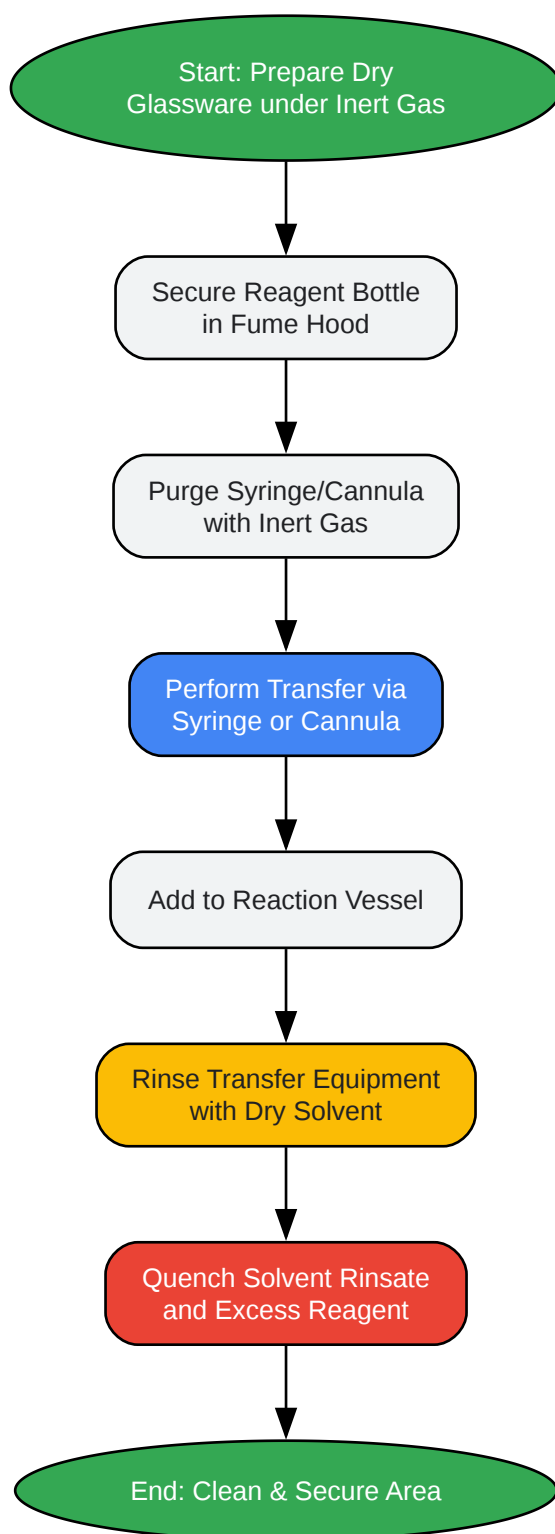 Start: Prepare Dry
Glassware under Inert Gas
Secure Reagent Bottle
in Fume Hood
Purge Syringe/Cannula
with Inert Gas
Perform Transfer via
Syringe or Cannula
Add to Reaction Vessel
Rinse Transfer Equipment
with Dry Solvent
Quench Solvent Rinsate
and Excess Reagent
End: Clean & Secure Area